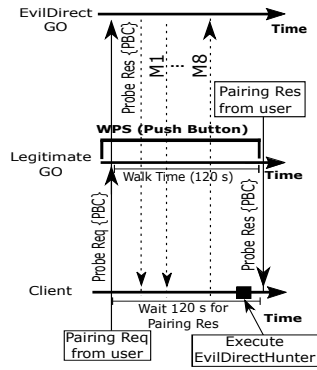 EvilDirect
GO
Time
Probe Res {PBC}
M1
M8
Pairing Res
from user
WPS (Push Button)
Legitimate
GO
Time
Walk Time (120 s)
Probe Req {PBC}
Probe Res {PBC}
Client
Time
Wait 120 s for
Pairing Res
Pairing Req
from user
Execute
EvilDirectHunter